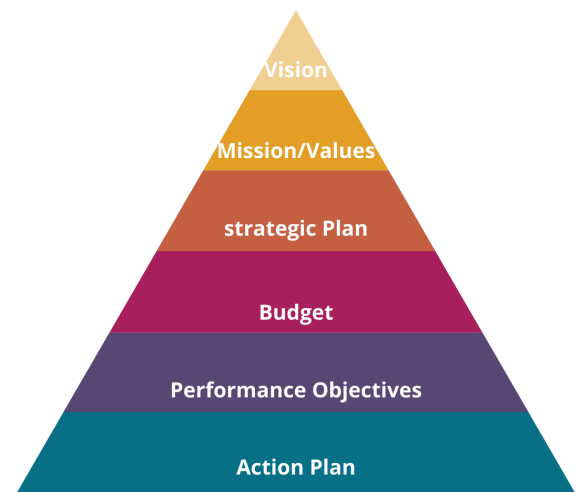 Vision
Mission/Values
strategic Plan
Budget
Performance Objectives
Action Plan